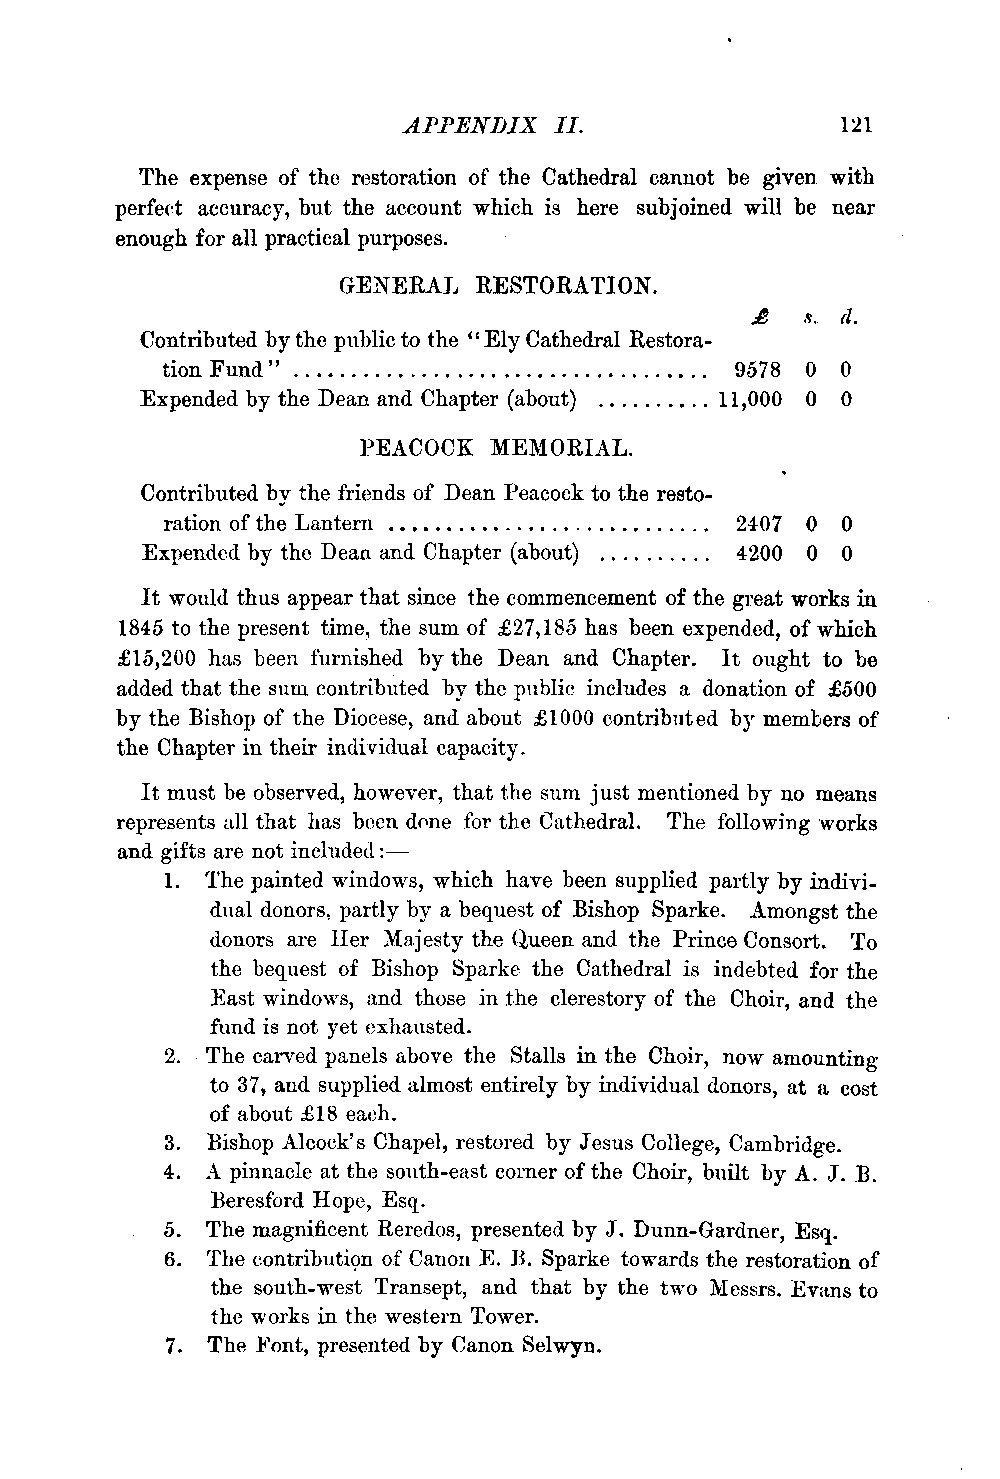 APPENDIX II. 121
The expense of the restoration of the Cathedral cannot be given with
perfect accuracy, but the account which is here subjoined will be near
enough for all practical purposes.
GENERAL RESTORATION.
£ s. d.
Contributed by the public to the “Ely Cathedral Restora-
tion Fund” .................................... 9578 0 0
Expended by the Dean and Chapter (about) .......... 11,000 0 0
PEACOCK MEMORIAL.
Contributed by the friends of Dean Peacock to the resto-
ration of the Lantern ............................ 2407 0 0
Expended by the Dean and Chapter (about) .......... 4200 0 0
It would thus appear that since the commencement of the great works in
1845 to the present time, the sum of £27,185 has been expended, of which
£15,200 has been furnished by the Dean and Chapter. It ought to be
added that the sum contributed by the public includes a donation of £500
by the Bishop of the Diocese, and about £1000 contributed by members of
the Chapter in their individual capacity.
It must be observed, however, that the sum just mentioned by no means
represents all that has been done for the Cathedral. The following works
and gifts are not included:—
1. The painted windows, which have been supplied partly by indivi-
dual donors, partly by a bequest of Bishop Sparke. Amongst the
donors are Her Majesty the Queen and the Prince Consort. To
the bequest of Bishop Sparke the Cathedral is indebted for the
East windows, and those in the clerestory of the Choir, and the
fund is not yet exhausted.
2. The carved panels above the Stalls in the Choir, now amounting
to 37, and supplied almost entirely by individual donors, at a cost
of about £18 each.
3. Bishop Alcock's Chapel, restored by Jesus College, Cambridge.
4. A pinnacle at the south-east corner of the Choir, built by A. J. B.
Beresford Hope, Esq.
5. The magnificent Reredos, presented by J. Dunn-Gardner, Esq.
6. The contribution of Canon E. B. Sparke towards the restoration of
the south-west Transept, and that by the two Messrs. Evans to
the works in the western Tower.
7. The Font, presented by Canon Selwyn.